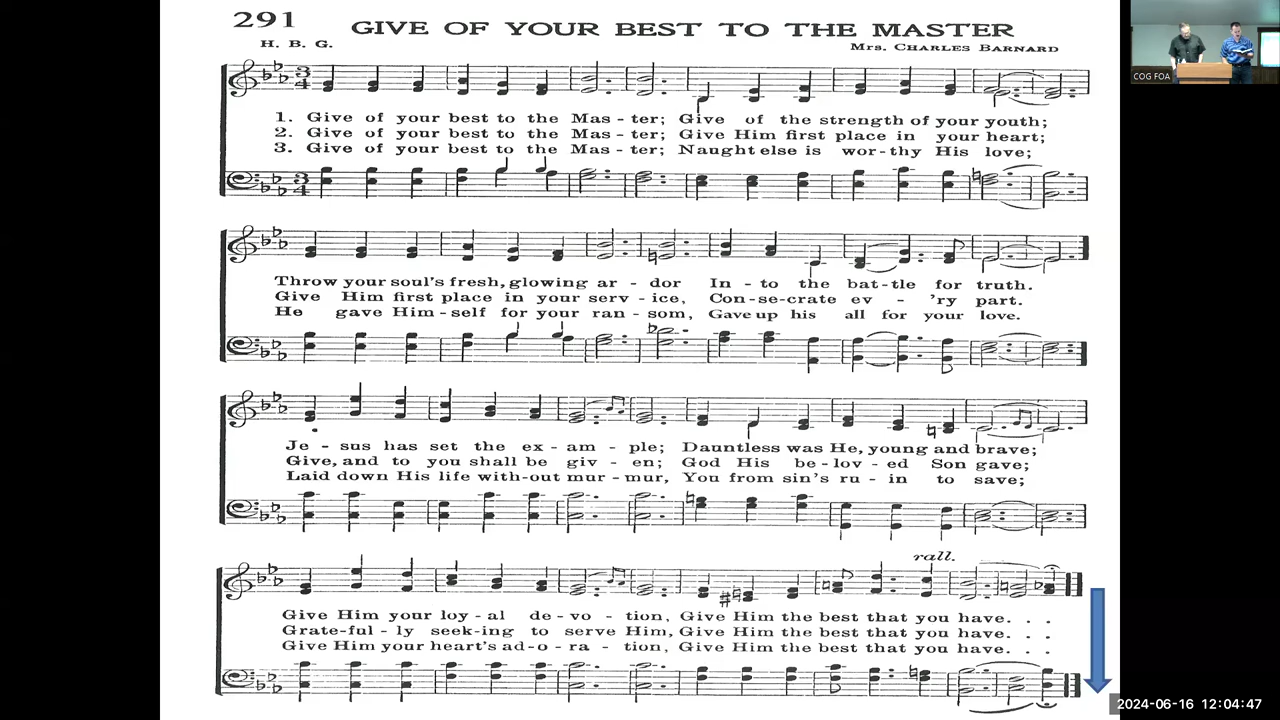 291
GIVE OF YOUR BEST TO THE MASTER
H. B. G.
Mrs. Charles Barnard
1. Give of your best to the Mas - ter; Give of the strength of your youth;
2. Give of your best to the Mas - ter; Give Him first place in your heart;
3. Give of your best to the Mas - ter; Naught else is wor - thy His love;
Throw your soul's fresh, glowing ar - dor In - to the bat - tle for truth.
Give Him first place in your serv - ice, Con - se - crate ev - 'ry part.
He gave Him - self for your ran - som, Gave up his all for your love.
Je - sus has set the ex - am - ple; Dauntless was He, young and brave;
Give, and to you shall be giv - en; God His be - lov - ed Son gave;
Laid down His life with - out mur - mur, You from sin's ru - in to save;
rall.
Give Him your loy - al de - vo - tion, Give Him the best that you have. . .
Grate - ful - ly seek - ing to serve Him, Give Him the best that you have. . .
Give Him your heart's ad - o - ra - tion, Give Him the best that you have. . .
COG FOA
2024-06-16 12:04:47